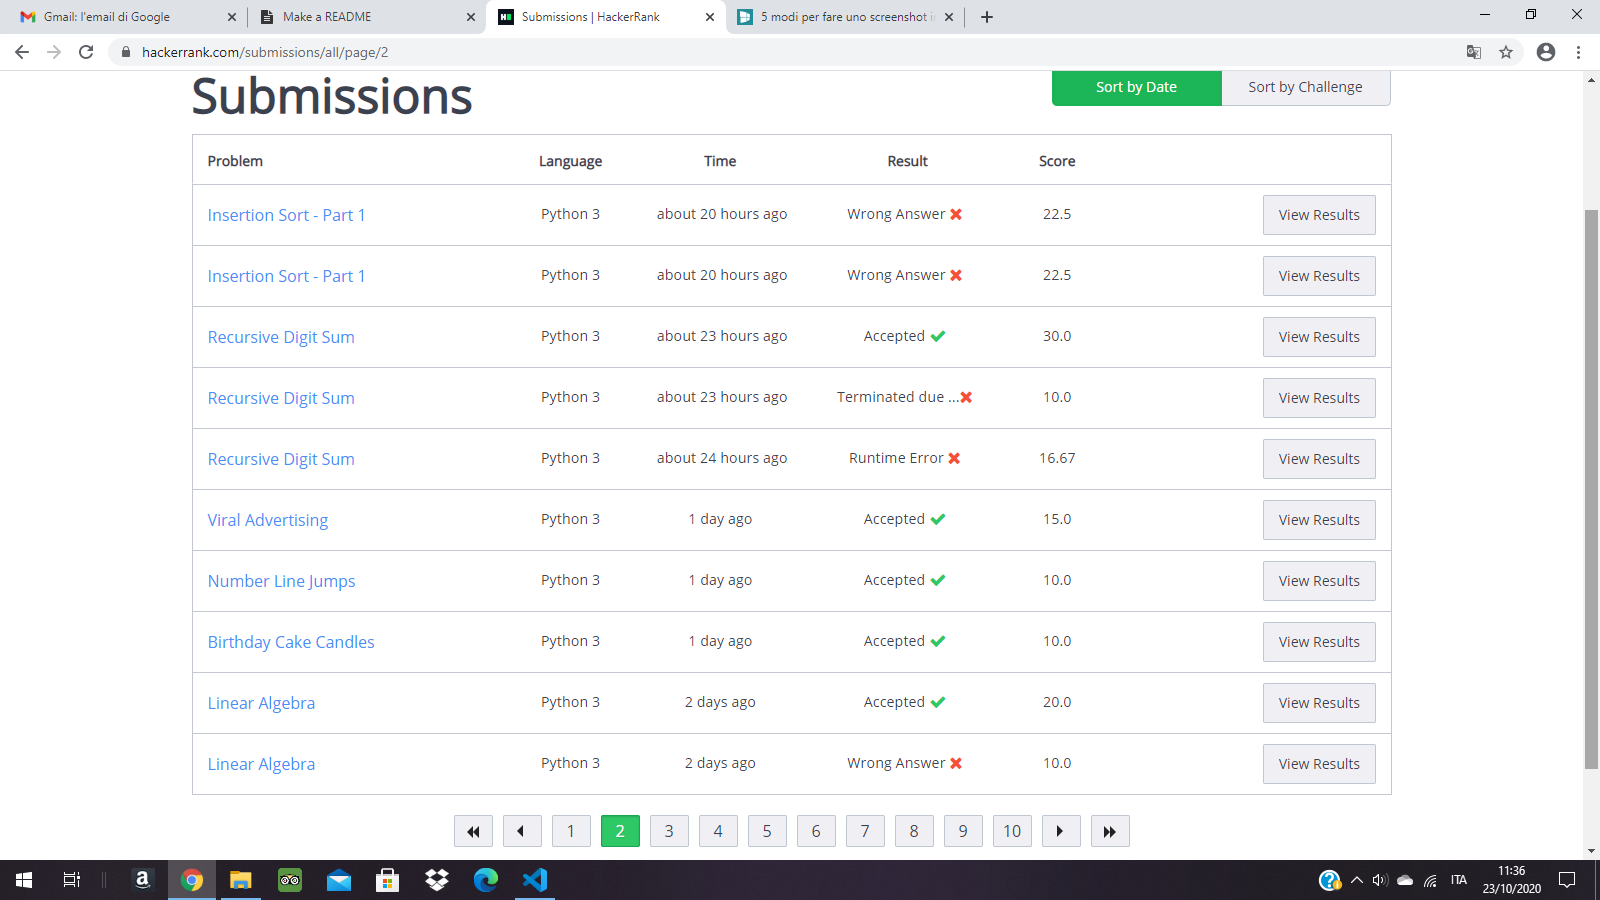 Gmail: l'email di Google
Make a README
Submissions | HackerRank
5 modi per fare uno screenshot i
hackerrank.com/submissions/all/page/2
Submissions
Sort by Date
Sort by Challenge
Problem Language Time Result Score
Insertion Sort - Part 1 Python 3 about 20 hours ago Wrong Answer 22.5 View Results
Insertion Sort - Part 1 Python 3 about 20 hours ago Wrong Answer 22.5 View Results
Recursive Digit Sum Python 3 about 23 hours ago Accepted 30.0 View Results
Recursive Digit Sum Python 3 about 23 hours ago Terminated due ... 10.0 View Results
Recursive Digit Sum Python 3 about 24 hours ago Runtime Error 16.67 View Results
Viral Advertising Python 3 1 day ago Accepted 15.0 View Results
Number Line Jumps Python 3 1 day ago Accepted 10.0 View Results
Birthday Cake Candles Python 3 1 day ago Accepted 10.0 View Results
Linear Algebra Python 3 2 days ago Accepted 20.0 View Results
Linear Algebra Python 3 2 days ago Wrong Answer 10.0 View Results
1 2 3 4 5 6 7 8 9 10
ITA
11:36
23/10/2020